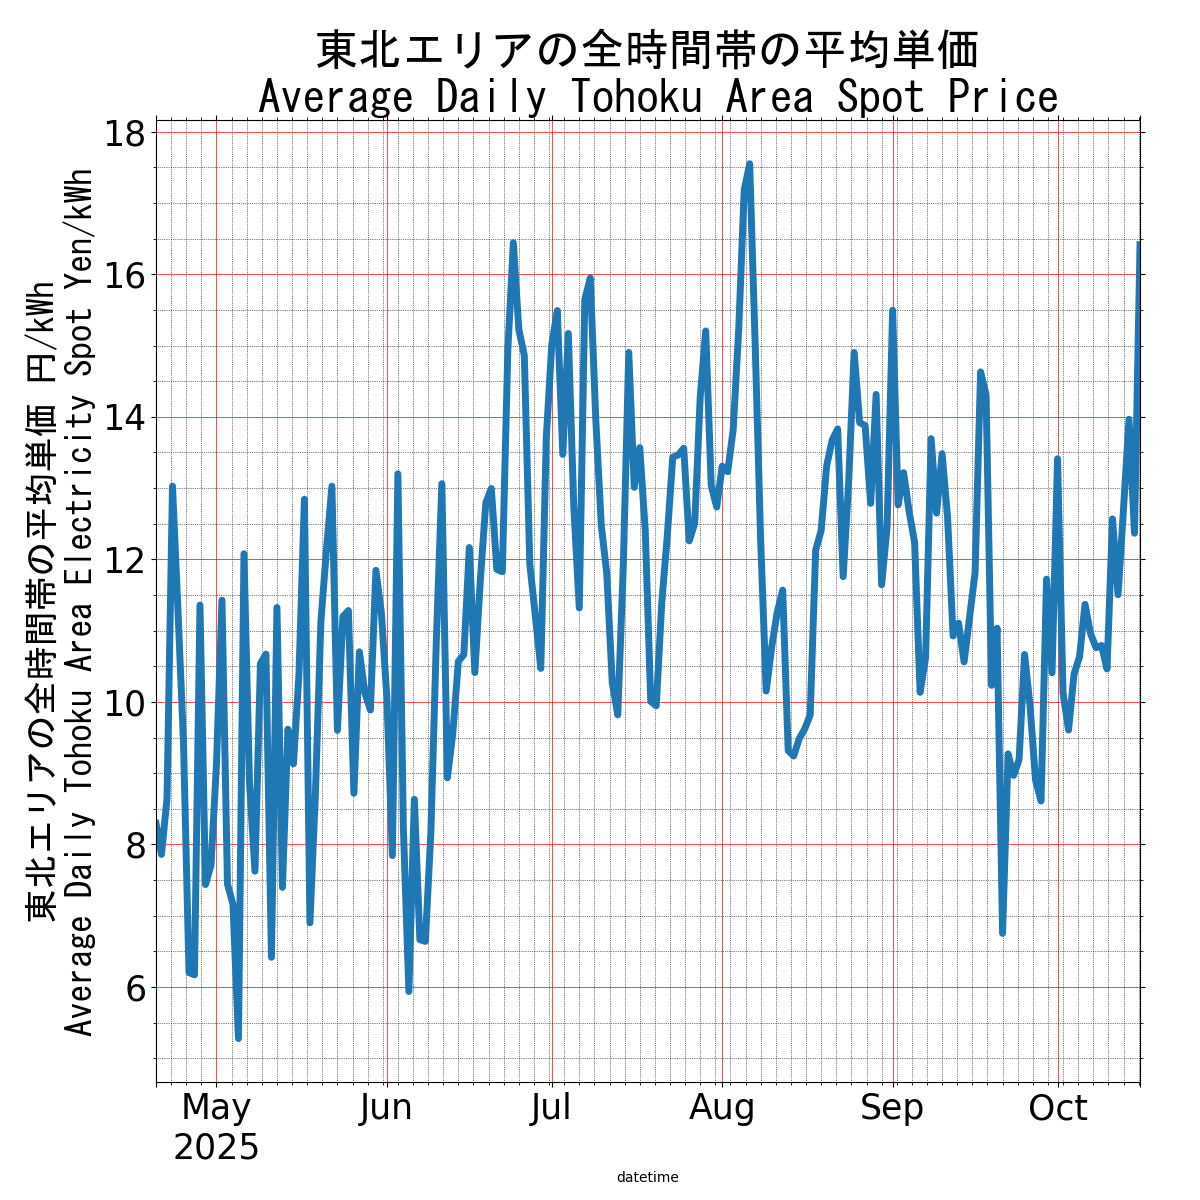 東北エリアの全時間帯の平均単価
Average Daily Tohoku Area Spot Price
東北エリアの全時間帯の平均単価 円/kWh
Average Daily Tohoku Area Electricity Spot Yen/kWh
18
16
14
12
10
8
6
May
2025
Jun
Jul
Aug
Sep
Oct
datetime